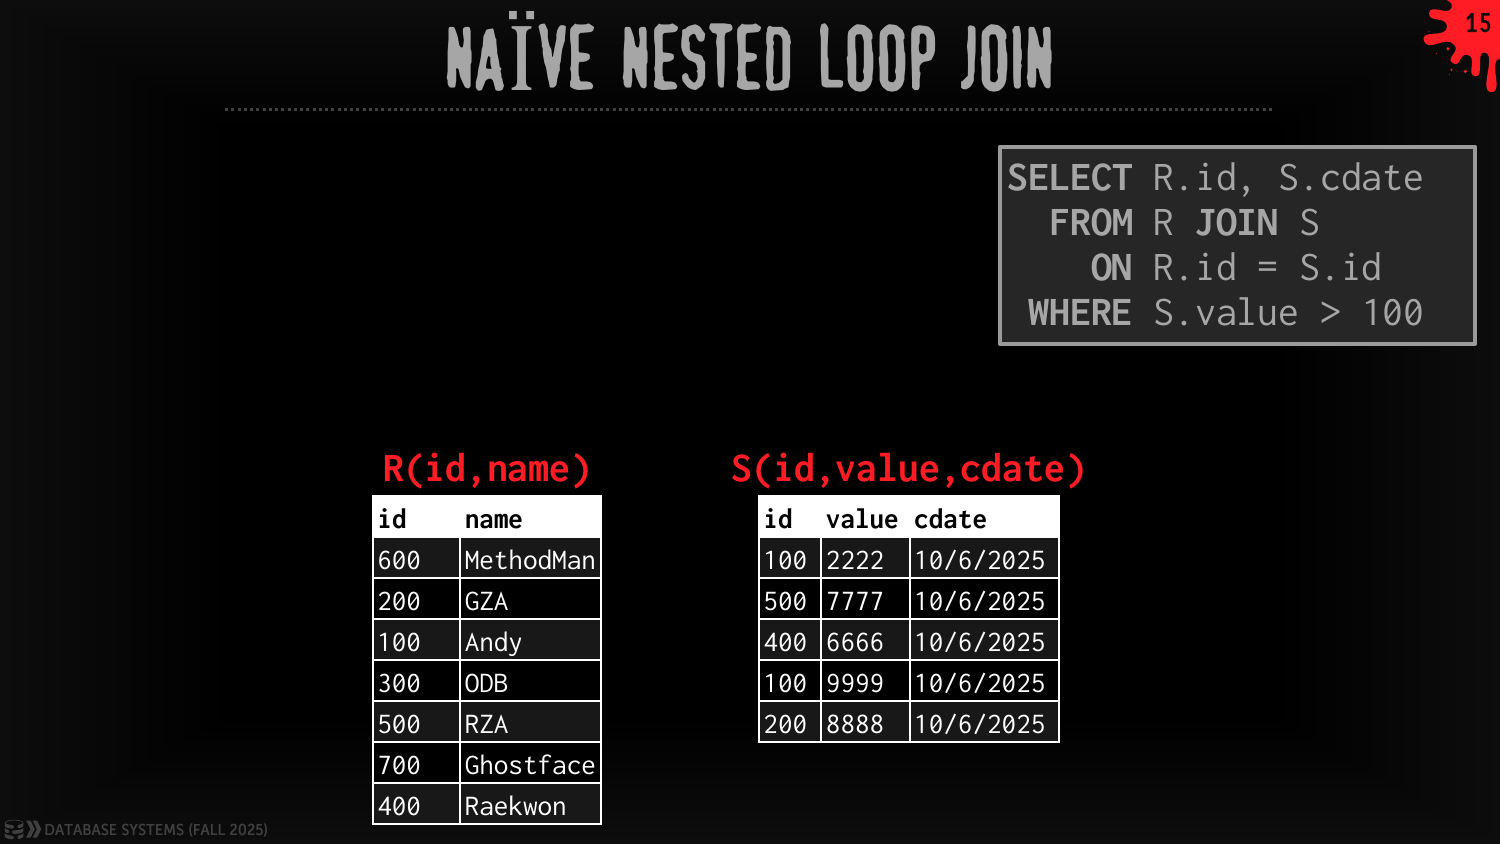 NAÏVE NESTED LOOP JOIN
15
SELECT R.id, S.cdate
FROM R JOIN S
ON R.id = S.id
WHERE S.value > 100
R(id,name)
id name
600 MethodMan
200 GZA
100 Andy
300 ODB
500 RZA
700 Ghostface
400 Raekwon
S(id,value,cdate)
id value cdate
100 2222 10/6/2025
500 7777 10/6/2025
400 6666 10/6/2025
100 9999 10/6/2025
200 8888 10/6/2025
DATABASE SYSTEMS (FALL 2025)